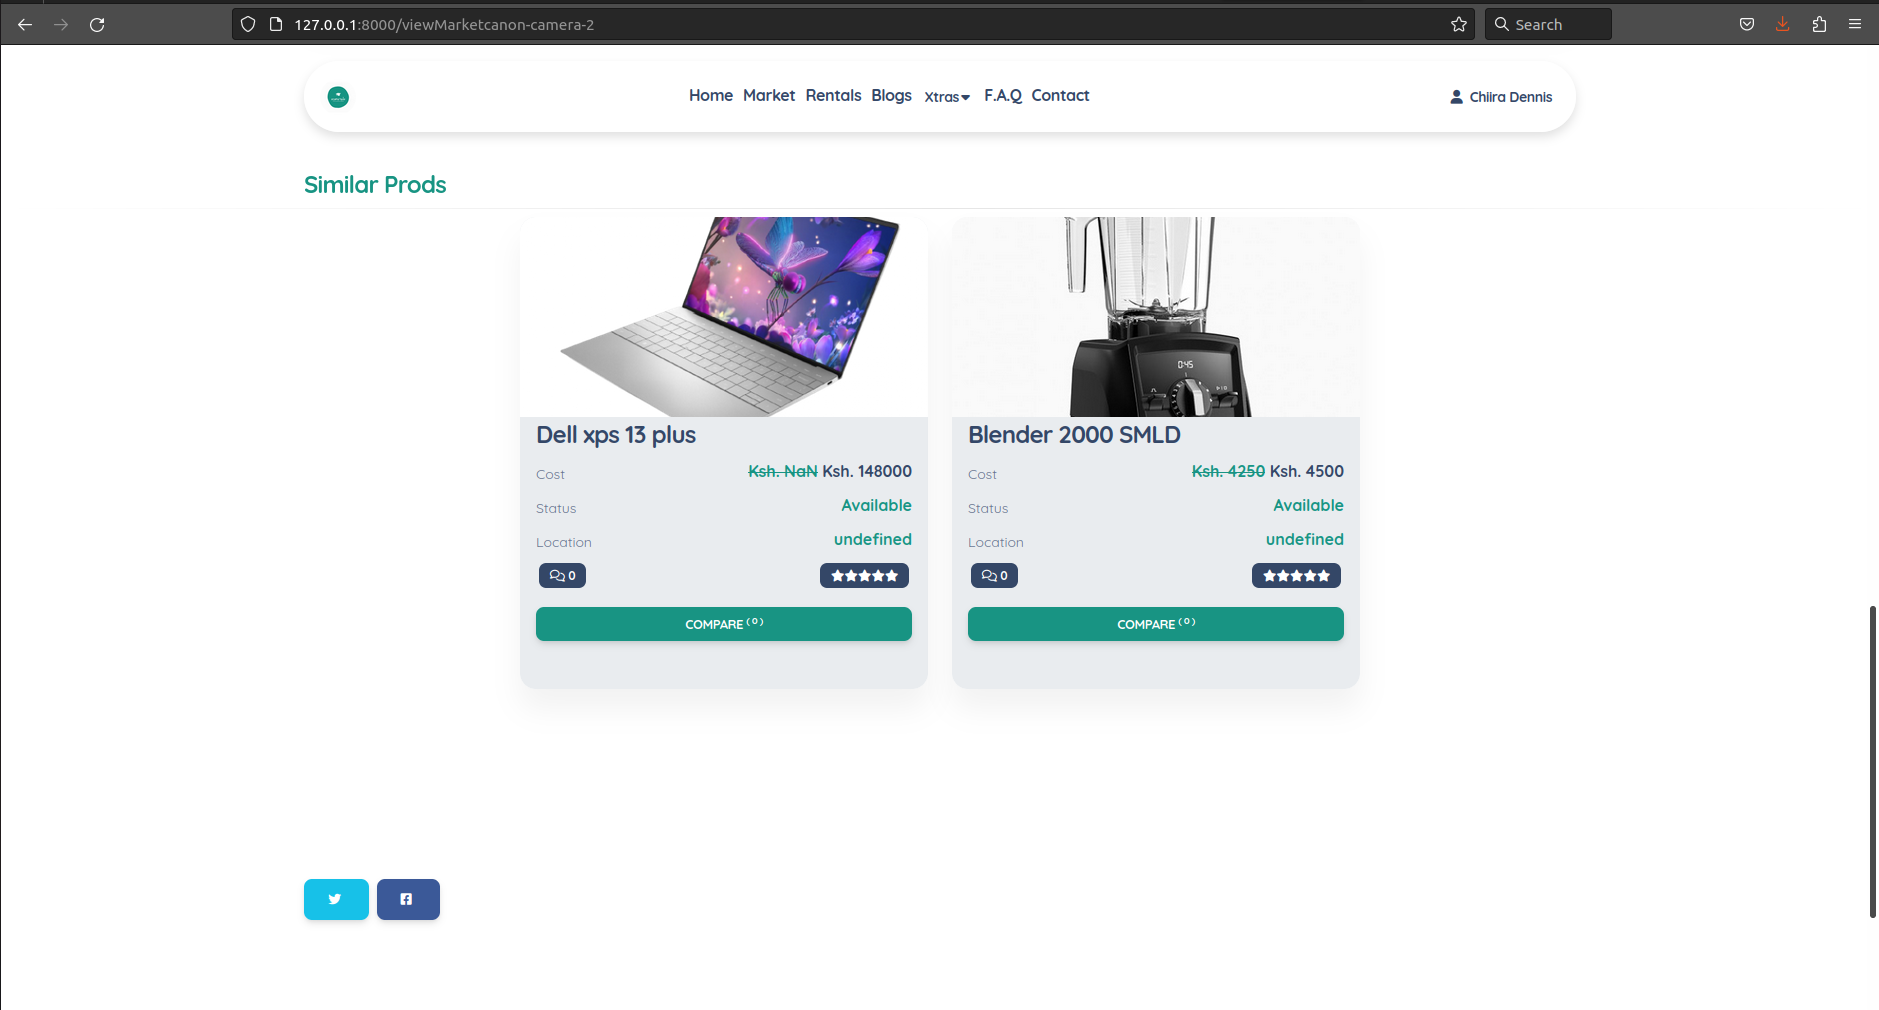 127.0.0.1:8000/viewMarketcanon-camera-2
Search
Home Market Rentals Blogs Xtras F.A.Q Contact
Chiira Dennis
Similar Prods
Dell xps 13 plus
Cost Ksh. NaN Ksh. 148000
Status Available
Location undefined
0
COMPARE (0)
0:45
Blender 2000 SMLD
Cost Ksh. 4250 Ksh. 4500
Status Available
Location undefined
0
COMPARE (0)